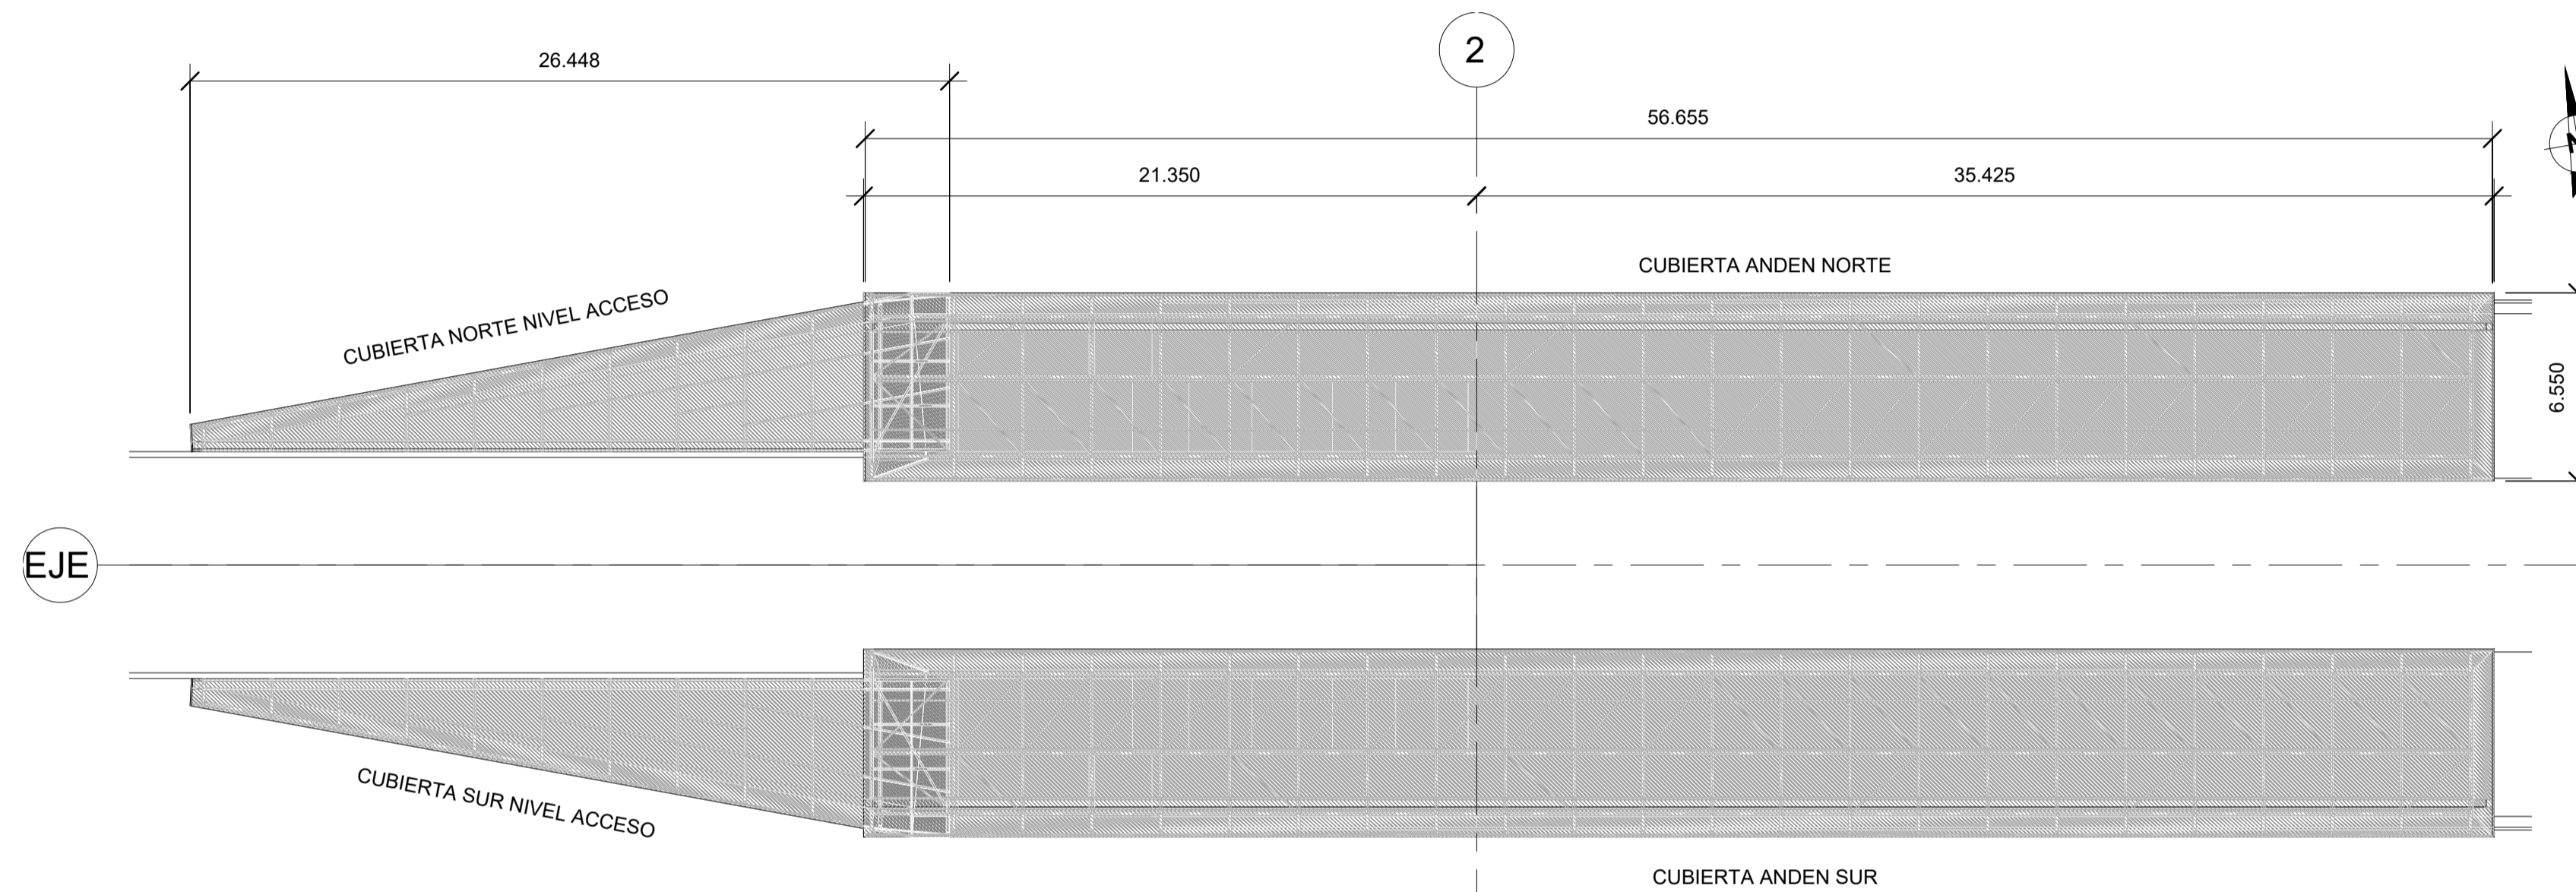 2
26.448
56.655
21.350
35.425
CUBIERTA ANDEN NORTE
CUBIERTA NORTE NIVEL ACCESO
6.550
EJE
CUBIERTA SUR NIVEL ACCESO
CUBIERTA ANDEN SUR